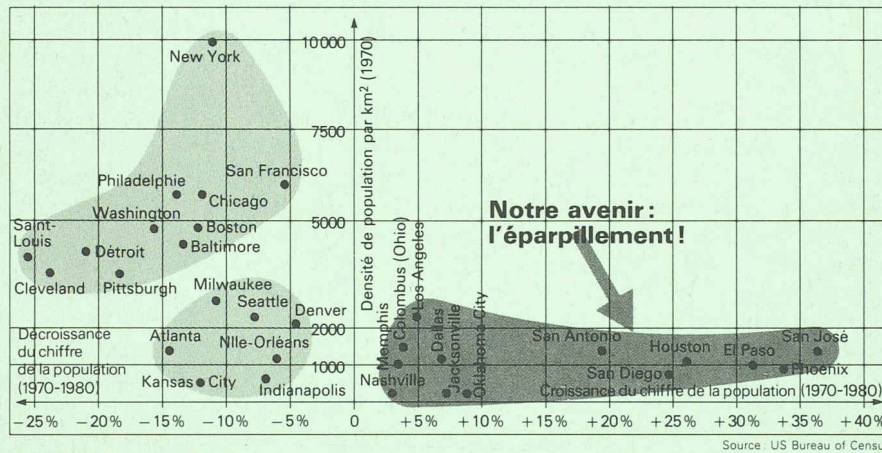 10000
7500
5000
2000
1000
Densité de population par km² (1970)
New York
San Francisco
Philadelphie
Chicago
Washington
Boston
Baltimore
Saint-
Louis
Détroit
Cleveland
Pittsburgh
Milwaukee
Seattle
Denver
Atlanta
Nlle-Orléans
Kansas City
Indianapolis
Décroissance
du chiffre
de la population
(1970-1980)
Notre avenir:
l'éparpillement!
Memphis
Colombus (Ohio)
Los Angeles
Dallas
Jacksonville
Oklahoma City
Nashville
San Antonio
Houston
San José
El Paso
San Diego
Phoenix
Croissance du chiffre de la population (1970-1980)
−25% −20% −15% −10% −5% 0 +5% +10% +15% +20% +25% +30% +35% +40%
Source: US Bureau of Census